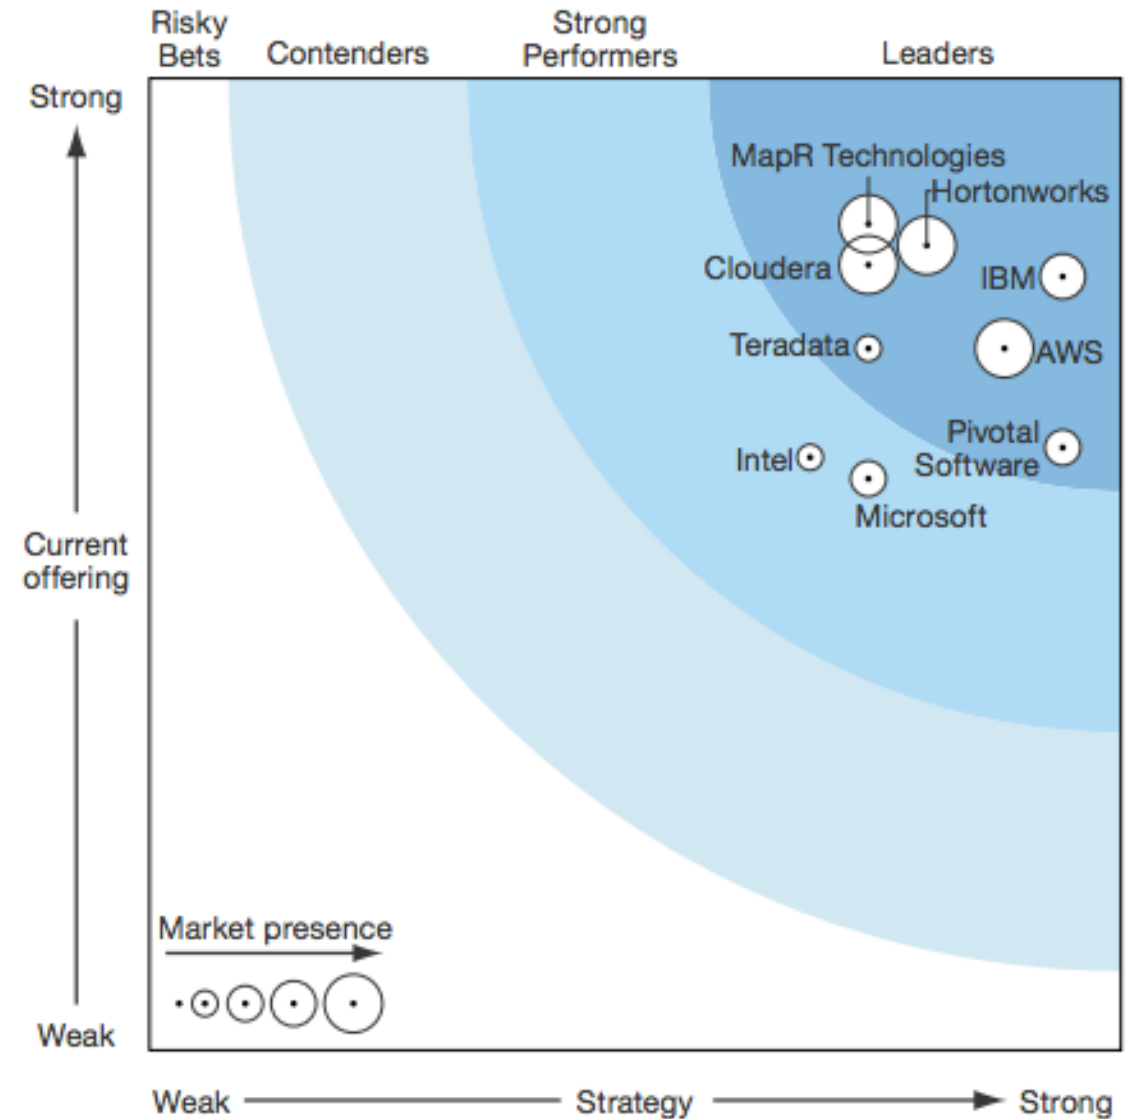 Risky
Bets
Contenders
Strong
Performers
Leaders
Strong
MapR Technologies
Hortonworks
Cloudera
IBM
Teradata
AWS
Pivotal
Software
Intel
Microsoft
Current
offering
Market presence
Weak
Weak
Strategy
Strong